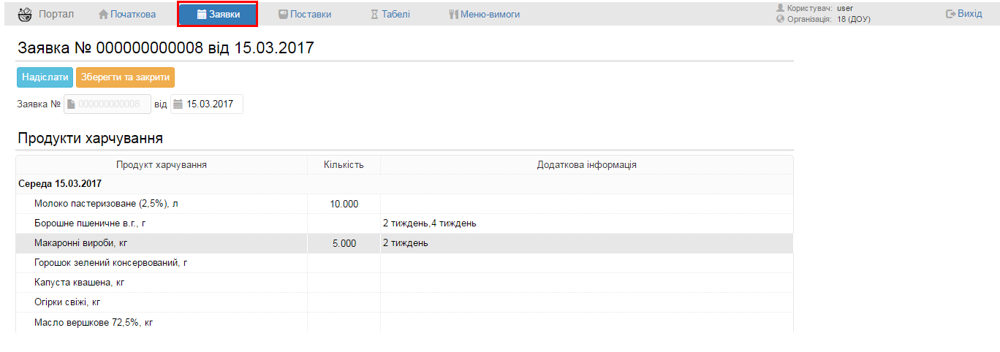 Портал Початкова Заявки Поставки Табелі Меню-вимоги Користувач: user Вихід
Організація: 18 (ДОУ)
Заявка № 000000000008 від 15.03.2017
Надіслати Зберегти та закрити
Заявка № 000000000008 від 15.03.2017
Продукти харчування
Продукт харчування Кількість Додаткова інформація
Середа 15.03.2017
Молоко пастеризоване (2,5%), л 10.000
Борошне пшеничне в.г., г 2 тиждень,4 тиждень
Макаронні вироби, кг 5.000 2 тиждень
Горошок зелений консервований, г
Капуста квашена, кг
Огірки свіжі, кг
Масло вершкове 72,5%, кг